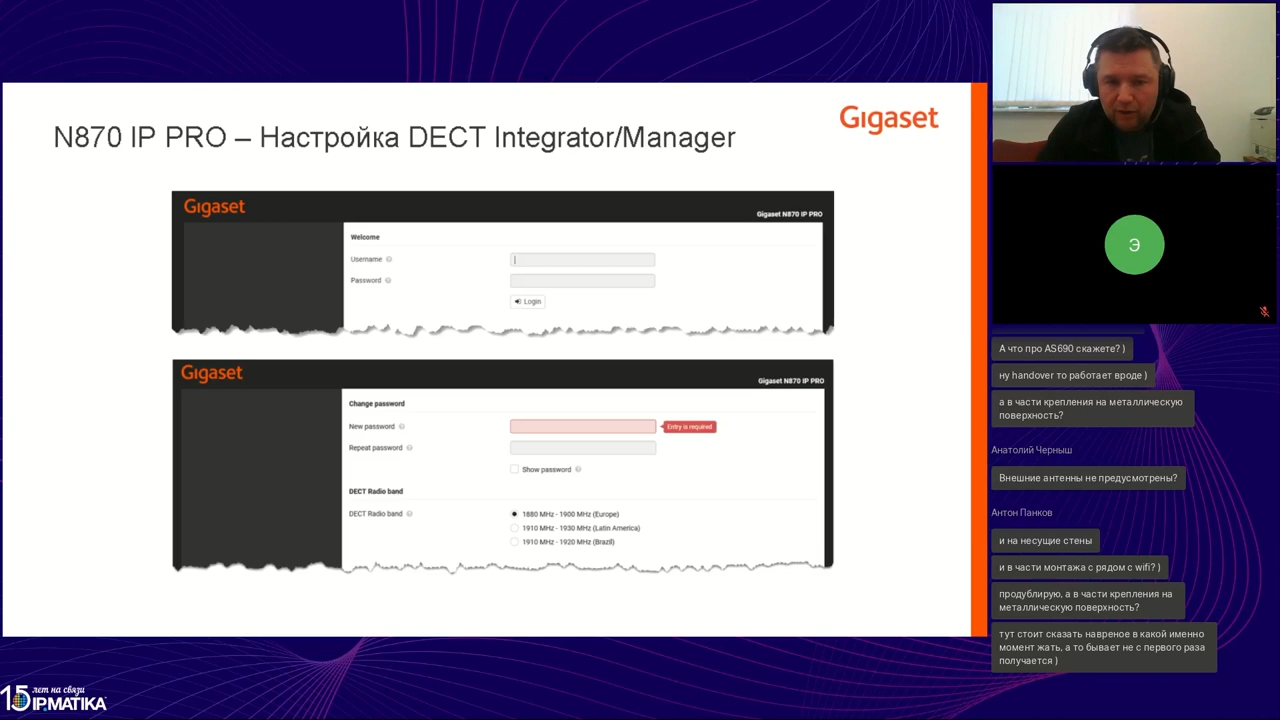 N870 IP PRO – Настройка DECT Integrator/Manager
Gigaset
Gigaset
Gigaset N870 IP PRO
Welcome
Username
Password
Login
Gigaset
Gigaset N870 IP PRO
Change password
New password
Entry is required
Repeat password
Show password
DECT Radio band
DECT Radio band
1880 MHz - 1900 MHz (Europe)
1910 MHz - 1930 MHz (Latin America)
1910 MHz - 1920 MHz (Brazil)
15 лет на связи
IPMATIKA
Э
А что про AS690 скажете? )
ну handover то работает вроде )
а в части крепления на металлическую
поверхность?
Анатолий Черныш
Внешние антенны не предусмотрены?
Антон Панков
и на несущие стены
и в части монтажа с рядом с wifi? )
продублирую, а в части крепления на
металлическую поверхность?
тут стоит сказать навреное в какой именно
момент жать, а то бывает не с первого раза
получается )